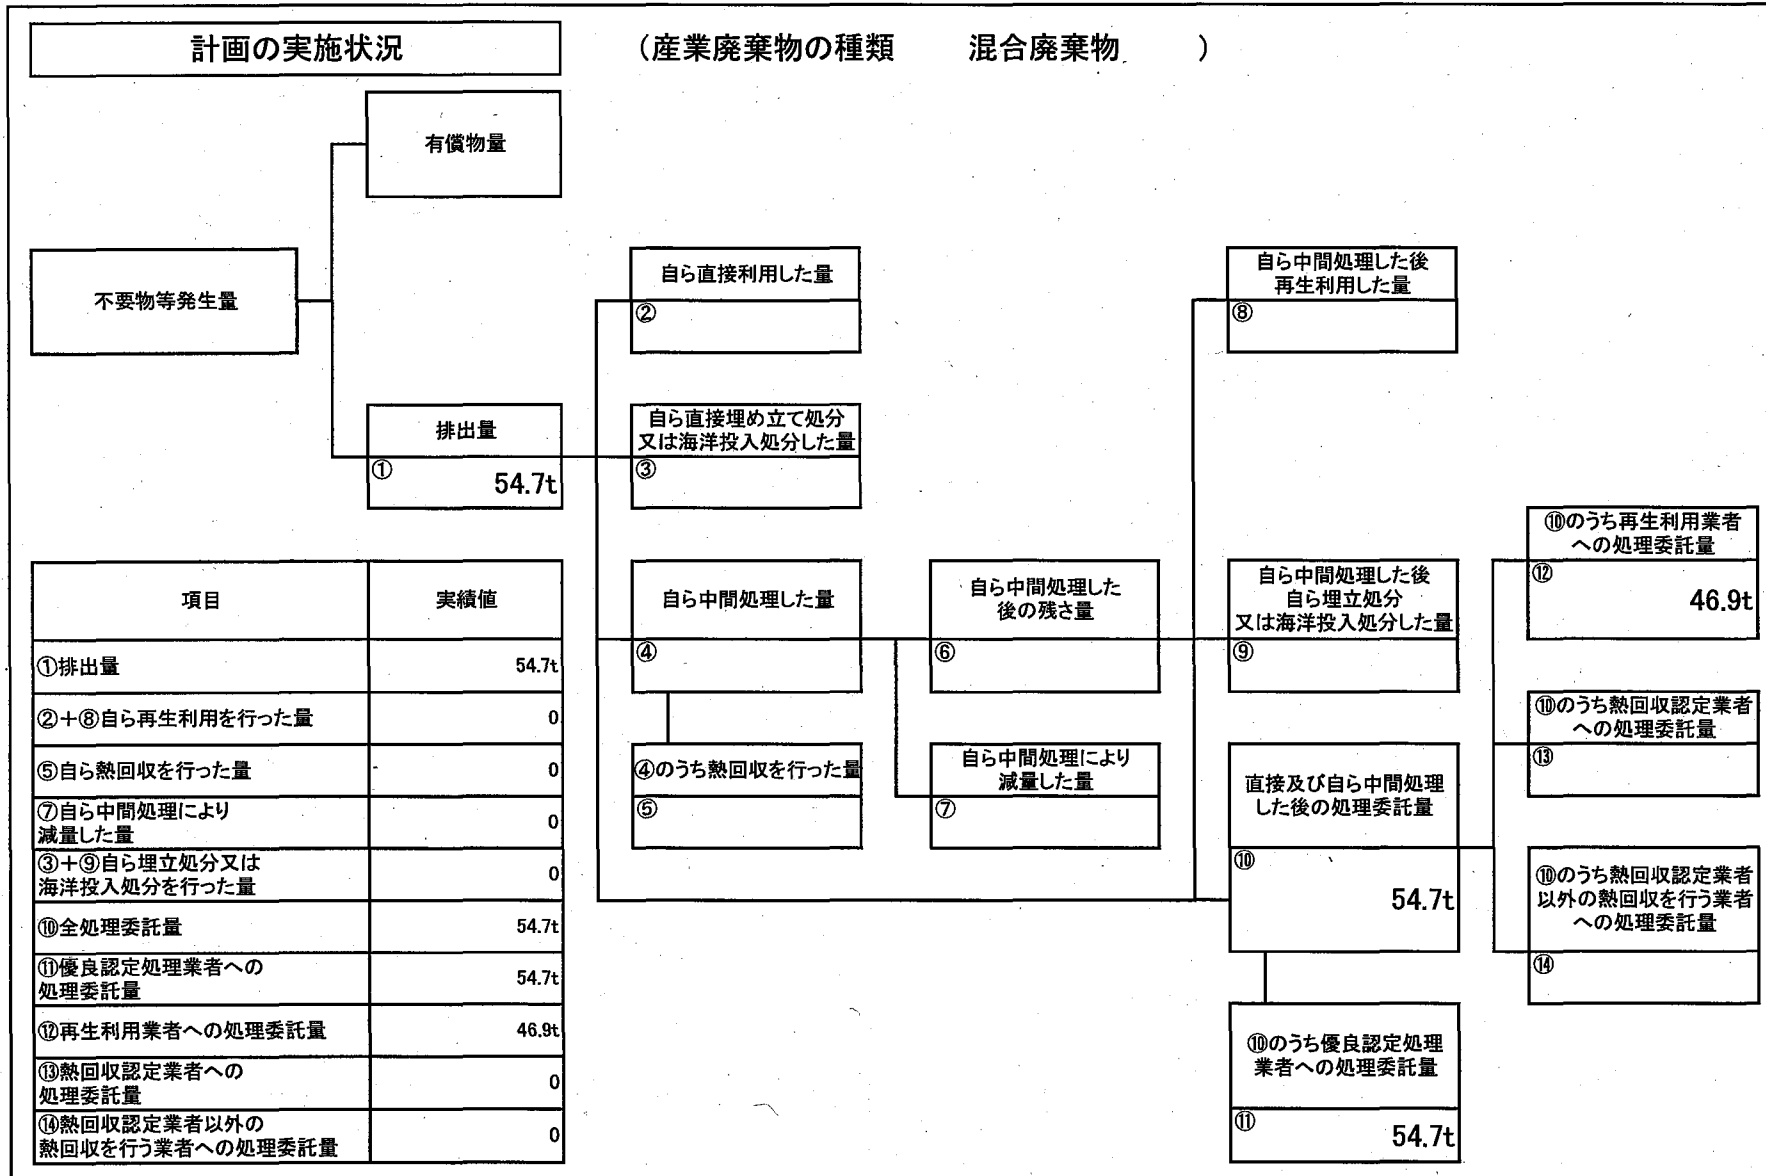 計画の実施状況
（産業廃棄物の種類　混合廃棄物　）
有償物量
不要物等発生量
排出量
①
54.7t
自ら直接利用した量
②
自ら直接埋め立て処分
又は海洋投入処分した量
③
自ら中間処理した量
④
④のうち熱回収を行った量
⑤
自ら中間処理した
後の残さ量
⑥
自ら中間処理により
減量した量
⑦
自ら中間処理した後
再生利用した量
⑧
自ら中間処理した後
自ら埋立処分
又は海洋投入処分した量
⑨
直接及び自ら中間処理
した後の処理委託量
⑩
54.7t
⑩のうち優良認定処理
業者への処理委託量
⑪
54.7t
⑩のうち再生利用業者
への処理委託量
⑫
46.9t
⑩のうち熱回収認定業者
への処理委託量
⑬
⑩のうち熱回収認定業者
以外の熱回収を行う業者
への処理委託量
⑭
項目 実績値
①排出量 54.7t
②＋⑧自ら再生利用を行った量 0
⑤自ら熱回収を行った量 0
⑦自ら中間処理により
減量した量 0
③＋⑨自ら埋立処分又は
海洋投入処分を行った量 0
⑩全処理委託量 54.7t
⑪優良認定処理業者への
処理委託量 54.7t
⑫再生利用業者への処理委託量 46.9t
⑬熱回収認定業者への
処理委託量 0
⑭熱回収認定業者以外の
熱回収を行う業者への処理委託量 0